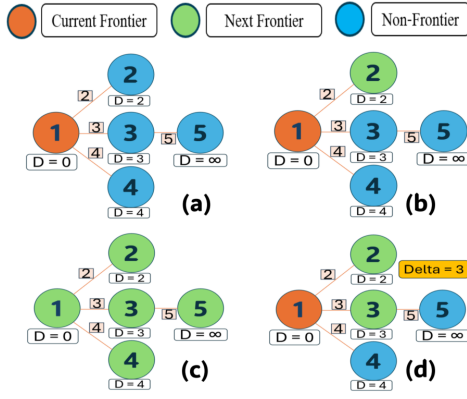 Current Frontier Next Frontier Non-Frontier
2
D = 2
2
1
D = 0
3
3
D = 3
5
5
D = ∞
4
4
D = 4
(a)
2
D = 2
2
1
D = 0
3
3
D = 3
5
5
D = ∞
4
4
D = 4
(b)
2
D = 2
2
1
D = 0
3
3
D = 3
5
5
D = ∞
4
4
D = 4
(c)
2
D = 2
Delta = 3
2
1
D = 0
3
3
D = 3
5
5
D = ∞
4
4
D = 4
(d)